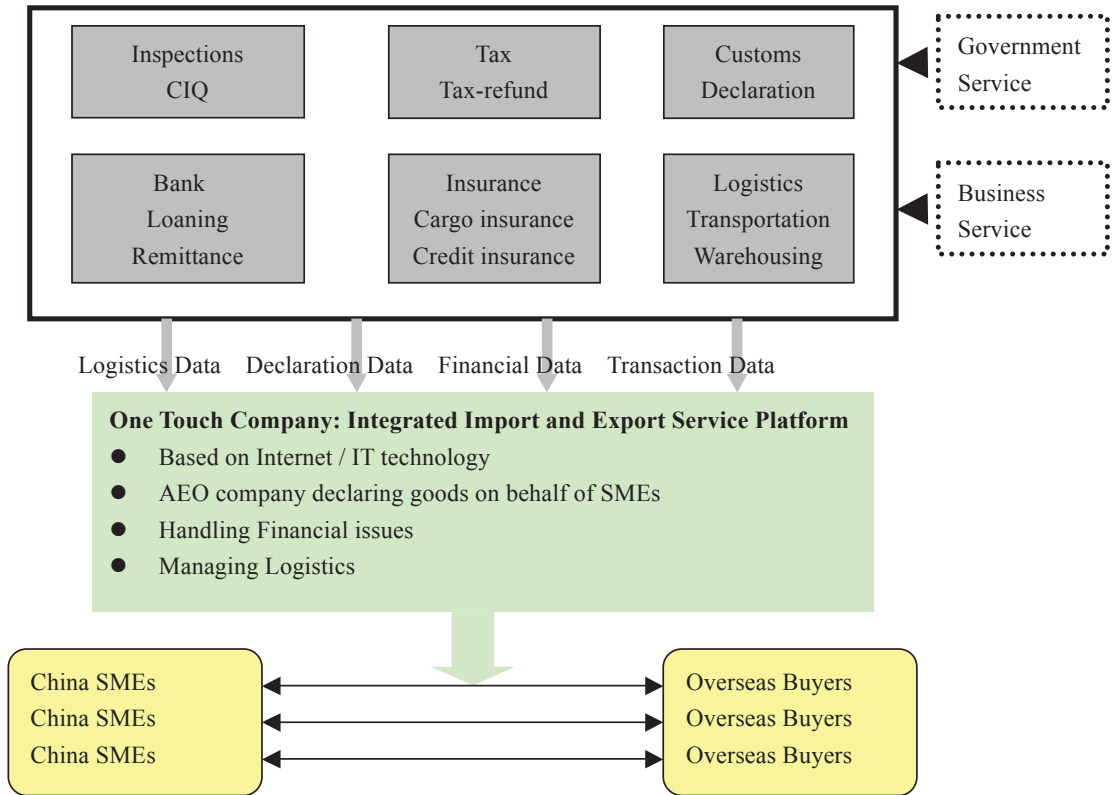 Inspections
CIQ
Tax
Tax-refund
Customs
Declaration
Government
Service
Bank
Loaning
Remittance
Insurance
Cargo insurance
Credit insurance
Logistics
Transportation
Warehousing
Business
Service
Logistics Data
Declaration Data
Financial Data
Transaction Data
One Touch Company: Integrated Import and Export Service Platform
● Based on Internet / IT technology
● AEO company declaring goods on behalf of SMEs
● Handling Financial issues
● Managing Logistics
China SMEs
China SMEs
China SMEs
Overseas Buyers
Overseas Buyers
Overseas Buyers